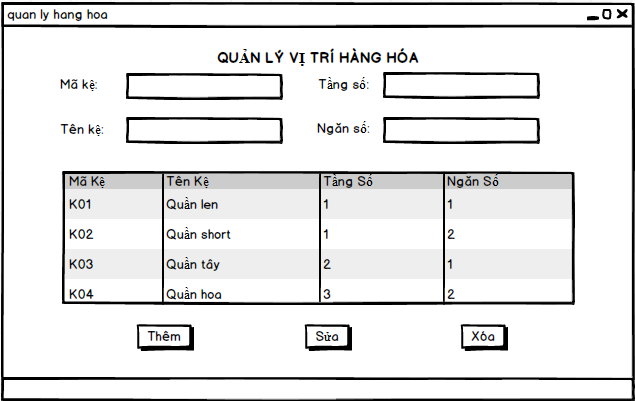 quan ly hang hoa
QUẢN LÝ VỊ TRÍ HÀNG HÓA
Mã kệ: Tầng số:
Tên kệ: Ngăn số:
Mã Kệ Tên Kệ Tầng Số Ngăn Số
K01 Quần len 1 1
K02 Quần short 1 2
K03 Quần tây 2 1
K04 Quần hoa 3 2
Thêm Sửa Xóa